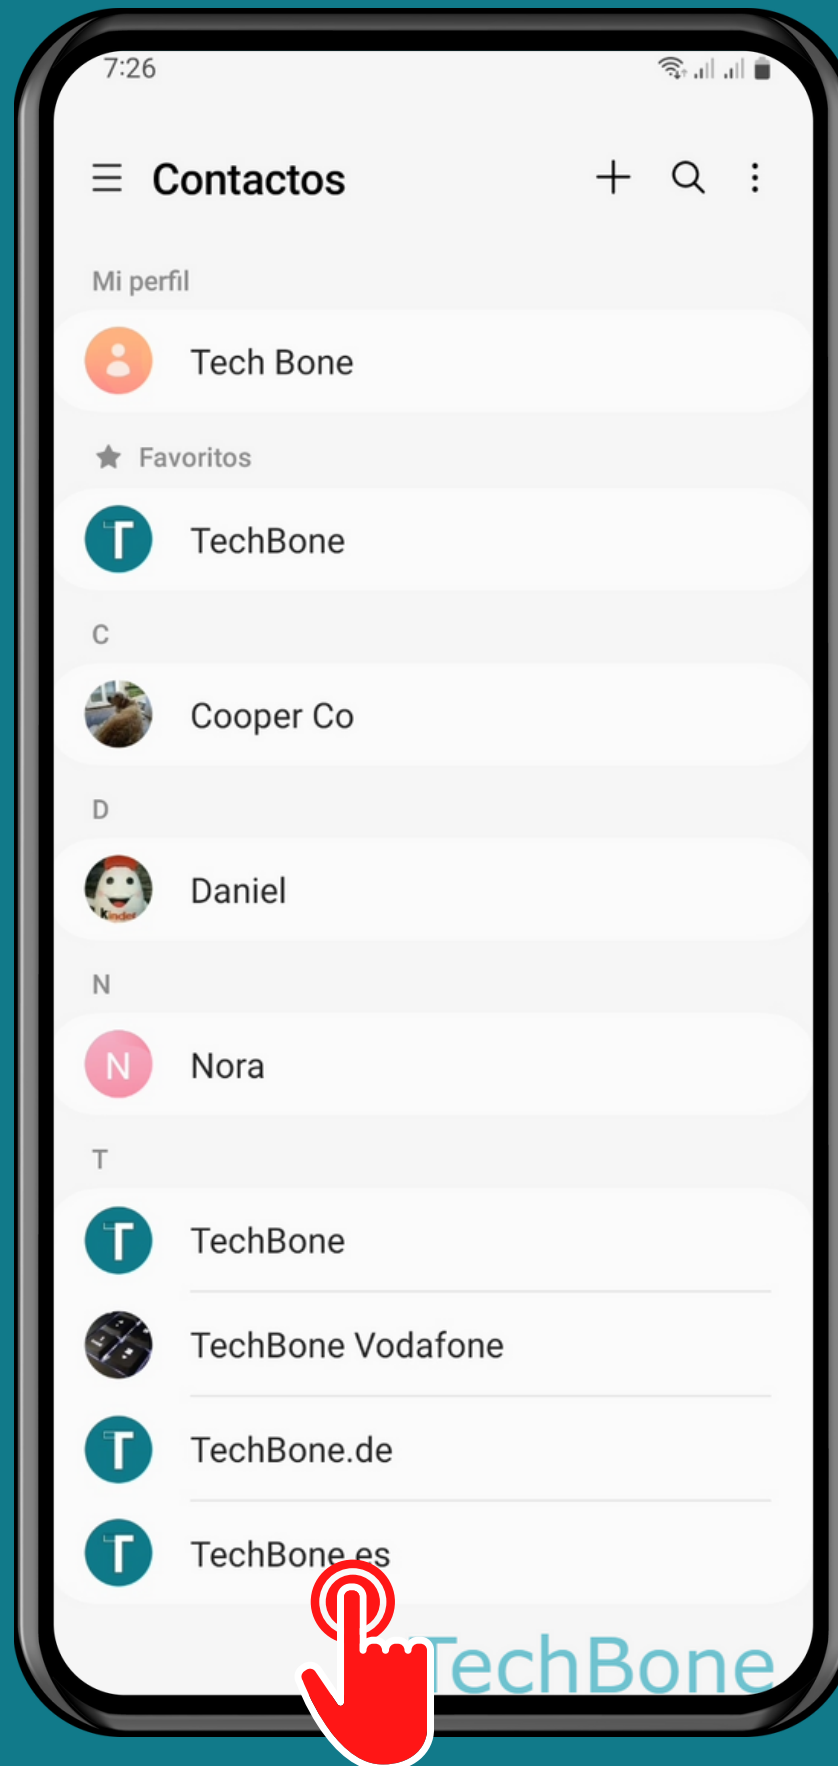 7:26
Contactos
Mi perfil
Tech Bone
Favoritos
T
TechBone
C
Cooper Co
D
Kinder
Daniel
N
N
Nora
T
T
TechBone
TechBone Vodafone
T
TechBone.de
T
TechBone.es
TechBone